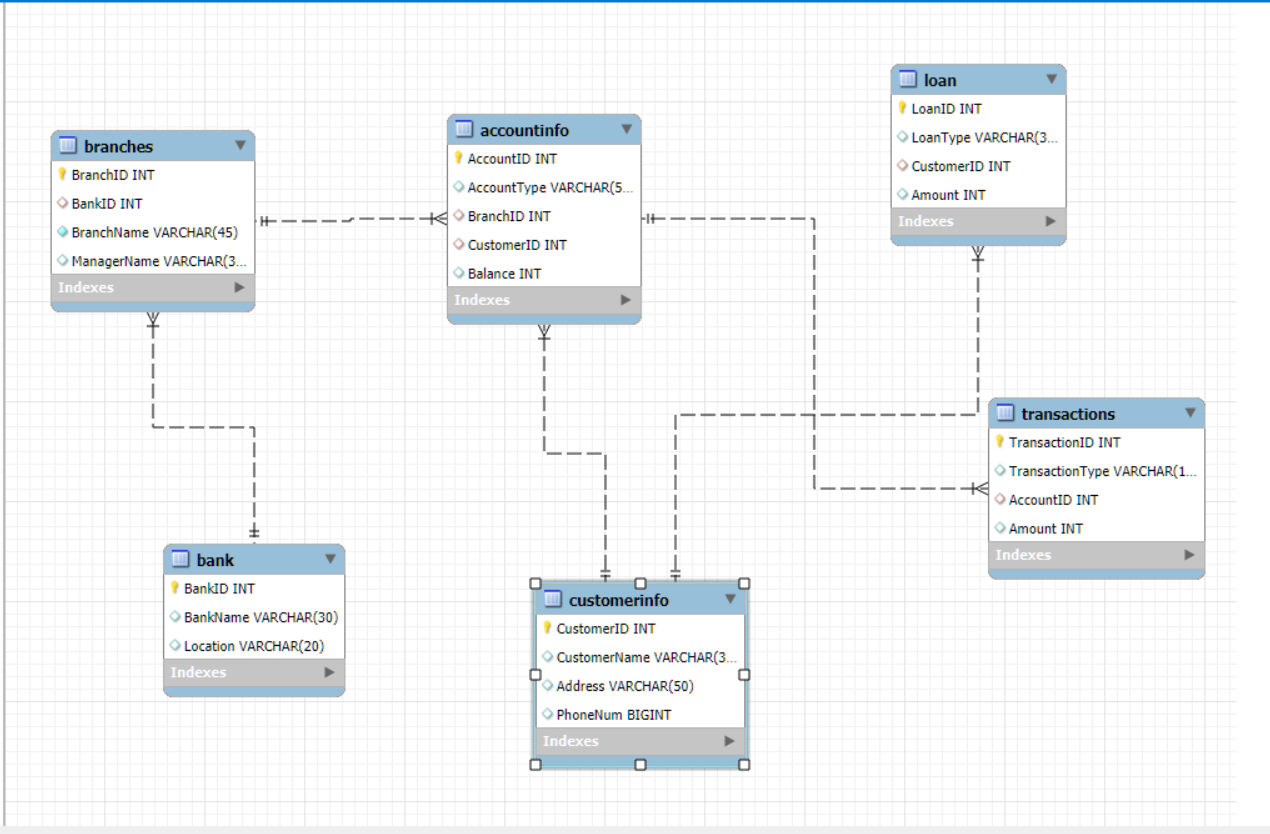 branches
BranchID INT
BankID INT
BranchName VARCHAR(45)
ManagerName VARCHAR(3...
Indexes
accountinfo
AccountID INT
AccountType VARCHAR(5...
BranchID INT
CustomerID INT
Balance INT
Indexes
loan
LoanID INT
LoanType VARCHAR(3...
CustomerID INT
Amount INT
Indexes
transactions
TransactionID INT
TransactionType VARCHAR(1...
AccountID INT
Amount INT
Indexes
bank
BankID INT
BankName VARCHAR(30)
Location VARCHAR(20)
Indexes
customerinfo
CustomerID INT
CustomerName VARCHAR(3...
Address VARCHAR(50)
PhoneNum BIGINT
Indexes